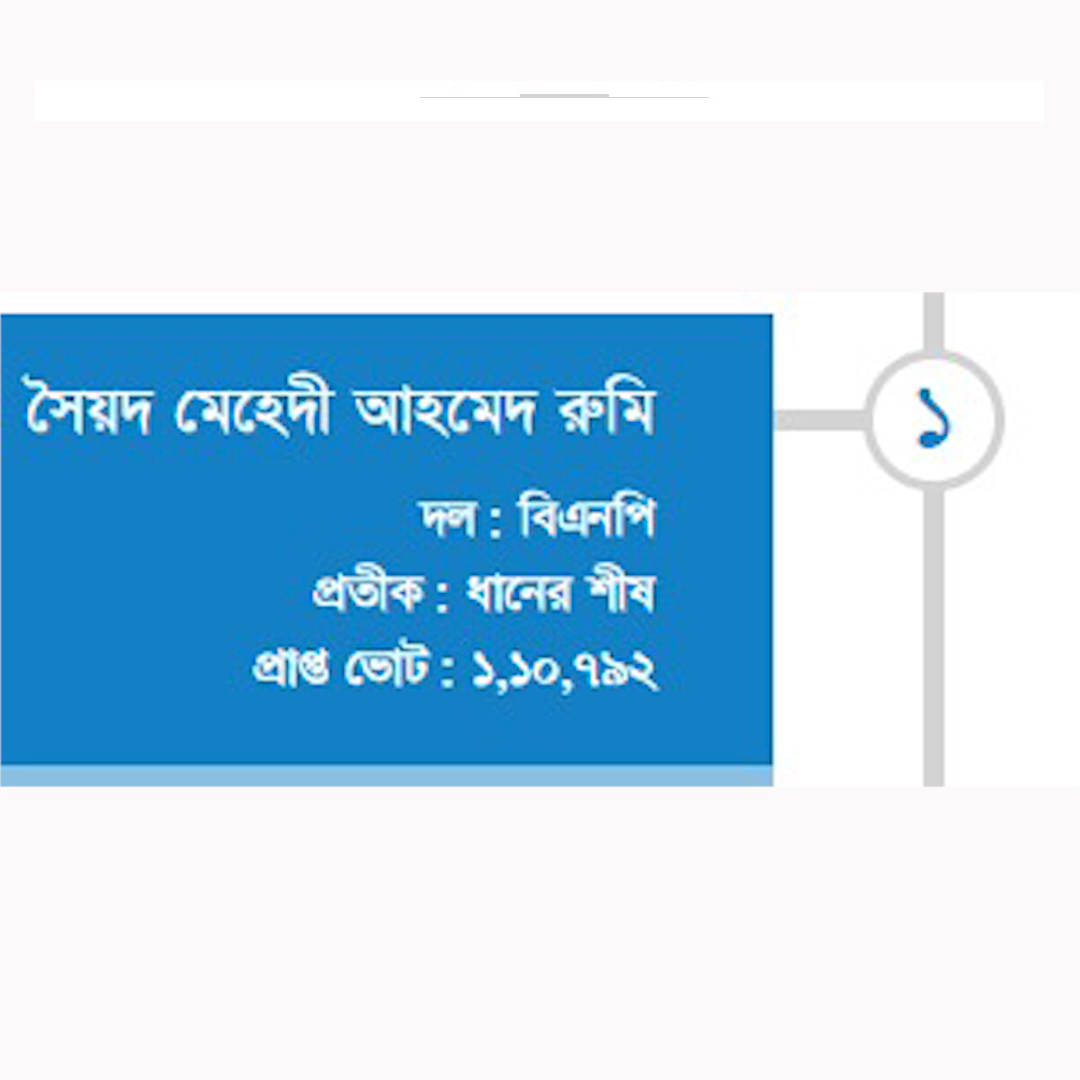 সৈয়দ মেহেদী আহমেদ রুমি
১
দল : বিএনপি
প্রতীক : ধানের শীষ
প্রাপ্ত ভোট : ১,১০,৭৯২